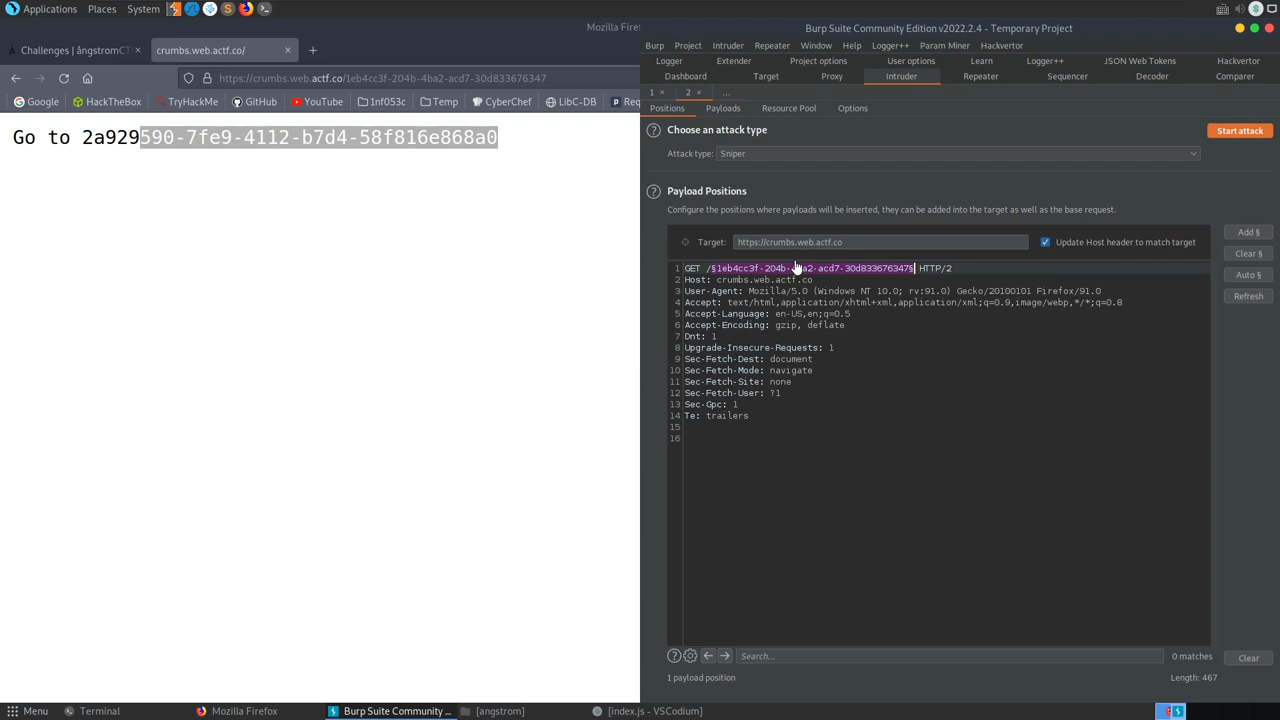 Applications Places System
Mozilla Firef
Burp Suite Community Edition v2022.2.4 - Temporary Project
Challenges | ångstromCT
crumbs.web.actf.co/
https://crumbs.web.actf.co/1eb4cc3f-204b-4ba2-acd7-30d833676347
Google HackTheBox TryHackMe GitHub YouTube 1nf053c Temp CyberChef LibC-DB Req
Go to 2a929590-7fe9-4112-b7d4-58f816e868a0
Burp Project Intruder Repeater Window Help Logger++ Param Miner Hackvertor
Logger Extender Project options User options Learn Logger++ JSON Web Tokens Hackvertor
Dashboard Target Proxy Intruder Repeater Sequencer Decoder Comparer
1 × 2 × ...
Positions Payloads Resource Pool Options
? Choose an attack type
Start attack
Attack type: Sniper
? Payload Positions
Configure the positions where payloads will be inserted, they can be added into the target as well as the base request.
Target: https://crumbs.web.actf.co
Update Host header to match target
Add §
Clear §
Auto §
Refresh
1 GET /§1eb4cc3f-204b-4ba2-acd7-30d833676347§ HTTP/2
2 Host: crumbs.web.actf.co
3 User-Agent: Mozilla/5.0 (Windows NT 10.0; rv:91.0) Gecko/20100101 Firefox/91.0
4 Accept: text/html,application/xhtml+xml,application/xml;q=0.9,image/webp,*/*;q=0.8
5 Accept-Language: en-US,en;q=0.5
6 Accept-Encoding: gzip, deflate
7 Dnt: 1
8 Upgrade-Insecure-Requests: 1
9 Sec-Fetch-Dest: document
10 Sec-Fetch-Mode: navigate
11 Sec-Fetch-Site: none
12 Sec-Fetch-User: ?1
13 Sec-Gpc: 1
14 Te: trailers
15
16
? Search... 0 matches Clear
1 payload position Length: 467
Menu Terminal Mozilla Firefox Burp Suite Community ... [angstrom] [index.js - VSCodium]